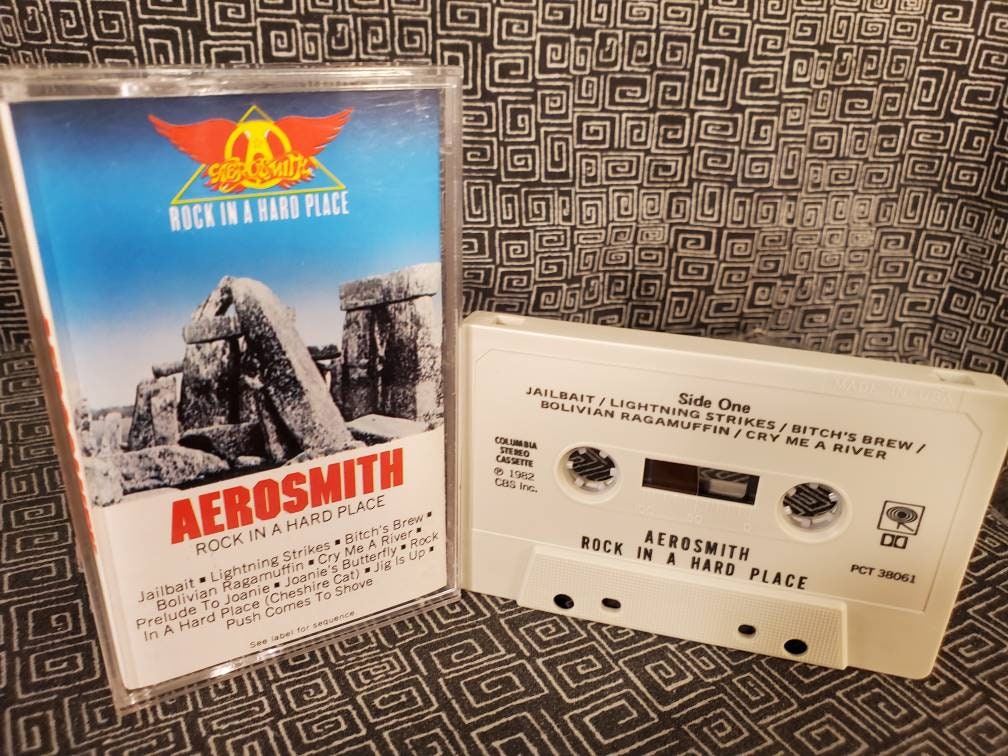 AEROSMITH
ROCK IN A HARD PLACE
AEROSMITH
ROCK IN A HARD PLACE
Jailbait ▪ Lightning Strikes ▪ Bitch's Brew ▪
Bolivian Ragamuffin ▪ Cry Me A River ▪
Prelude To Joanie ▪ Joanie's Butterfly ▪ Rock
In A Hard Place (Cheshire Cat) ▪ Jig Is Up ▪
Push Comes To Shove
See label for sequence
MADE IN USA
Side One
JAILBAIT / LIGHTNING STRIKES / BITCH'S BREW /
BOLIVIAN RAGAMUFFIN / CRY ME A RIVER
COLUMBIA
STEREO
CASSETTE
℗ 1982
CBS Inc.
100 50 0
AEROSMITH
ROCK IN A HARD PLACE
PCT 38061